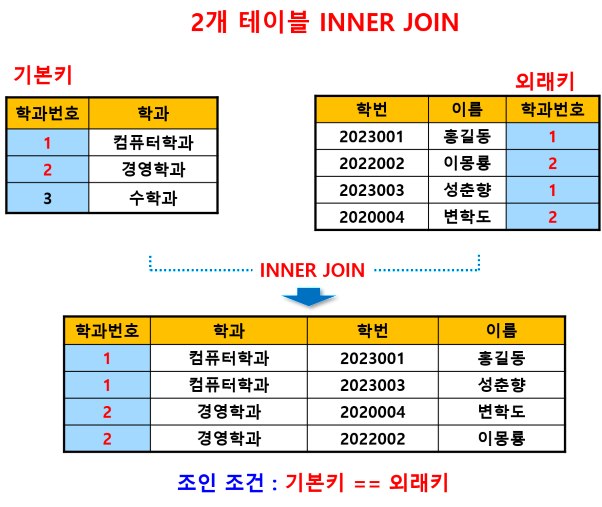 2개 테이블 INNER JOIN
기본키
학과번호 학과
1 컴퓨터학과
2 경영학과
3 수학과
외래키
학번 이름 학과번호
2023001 홍길동 1
2022002 이몽룡 2
2023003 성춘향 1
2020004 변학도 2
INNER JOIN
학과번호 학과 학번 이름
1 컴퓨터학과 2023001 홍길동
1 컴퓨터학과 2023003 성춘향
2 경영학과 2020004 변학도
2 경영학과 2022002 이몽룡
조인 조건 : 기본키 == 외래키